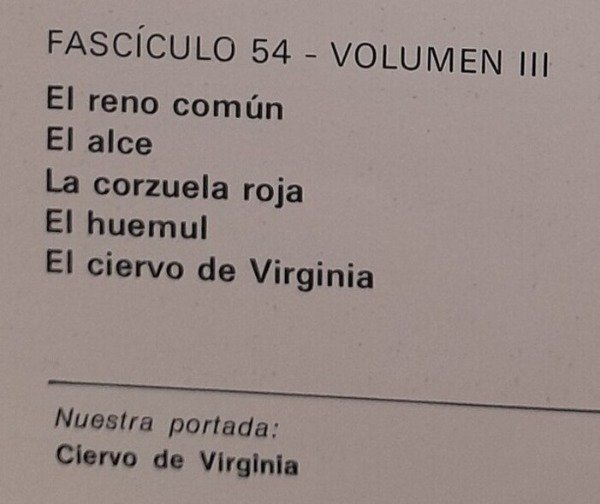 FASCÍCULO 54 - VOLUMEN III
El reno común
El alce
La corzuela roja
El huemul
El ciervo de Virginia
Nuestra portada:
Ciervo de Virginia